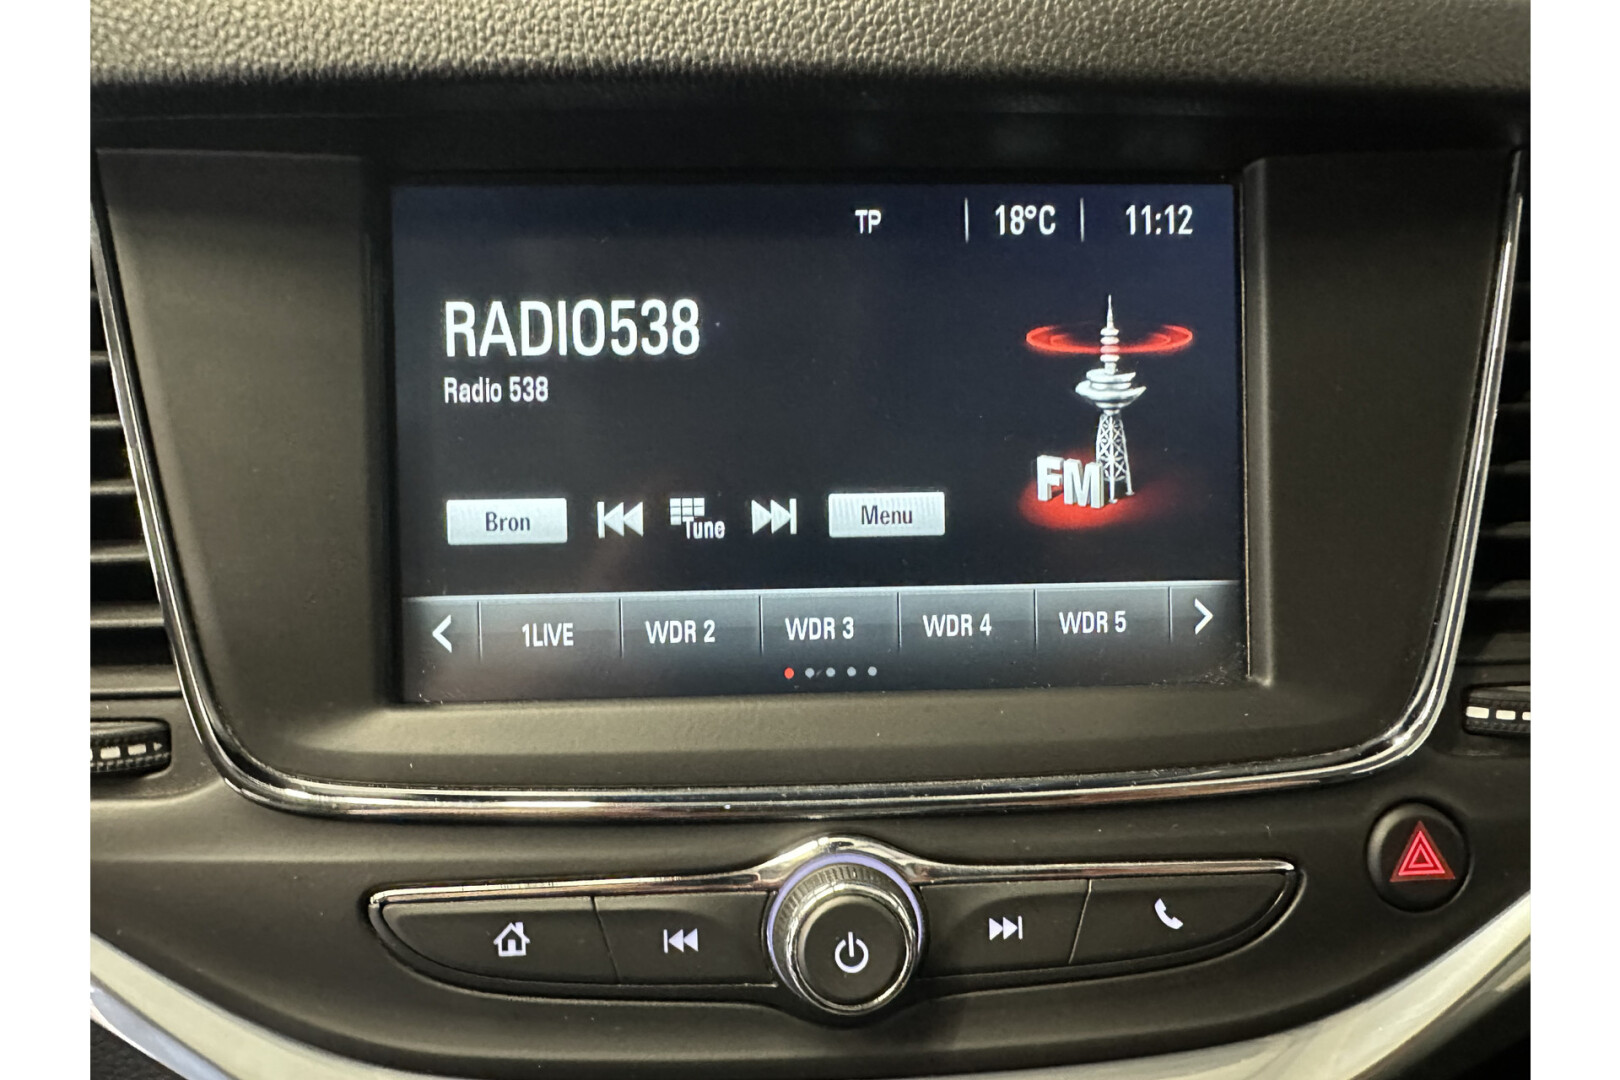 TP 18°C 11:12
RADIO538
Radio 538
FM
Bron Tune Menu
1LIVE WDR 2 WDR 3 WDR 4 WDR 5